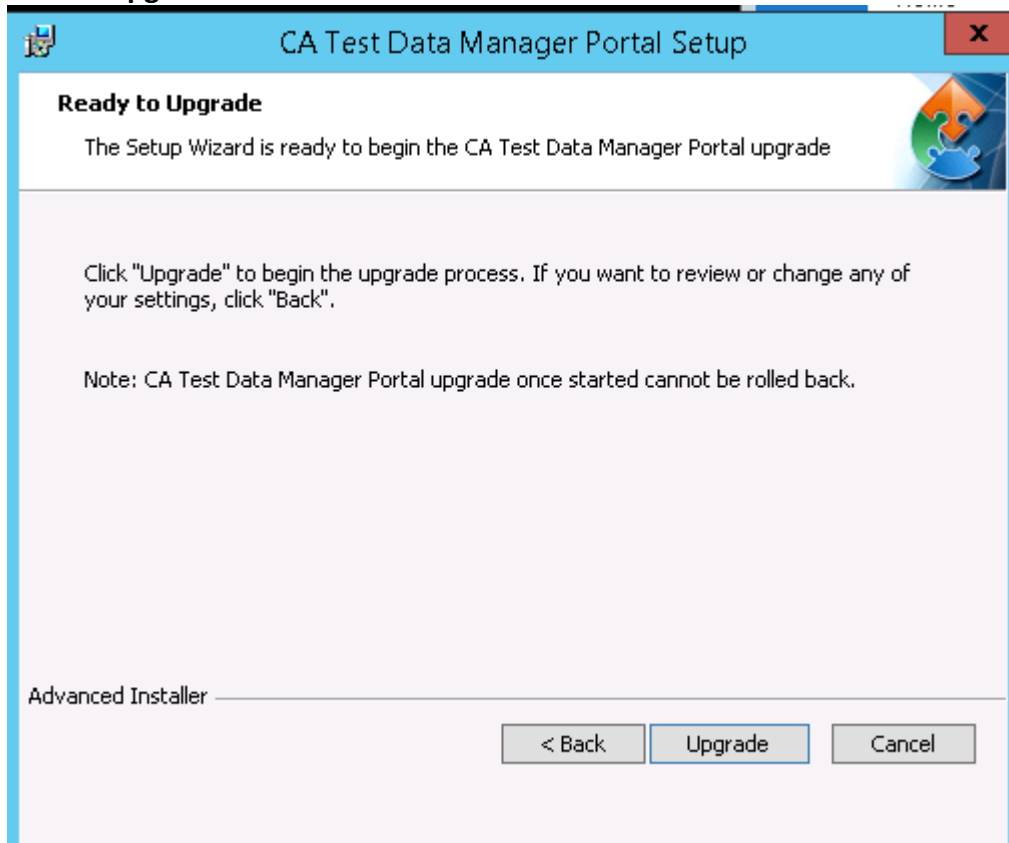 CA Test Data Manager Portal Setup
x
Ready to Upgrade
The Setup Wizard is ready to begin the CA Test Data Manager Portal upgrade
Click "Upgrade" to begin the upgrade process. If you want to review or change any of
your settings, click "Back".
Note: CA Test Data Manager Portal upgrade once started cannot be rolled back.
Advanced Installer
< Back
Upgrade
Cancel